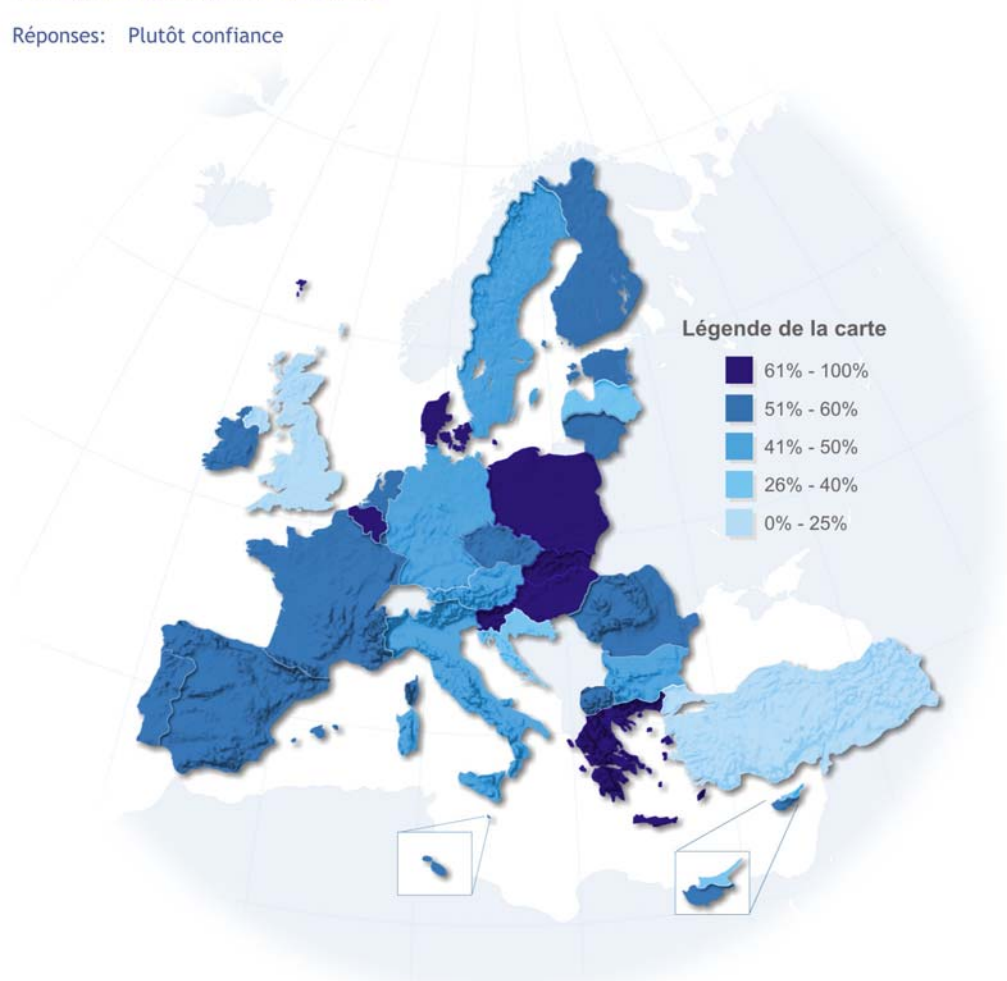 Réponses: Plutôt confiance
Légende de la carte
61% - 100%
51% - 60%
41% - 50%
26% - 40%
0% - 25%